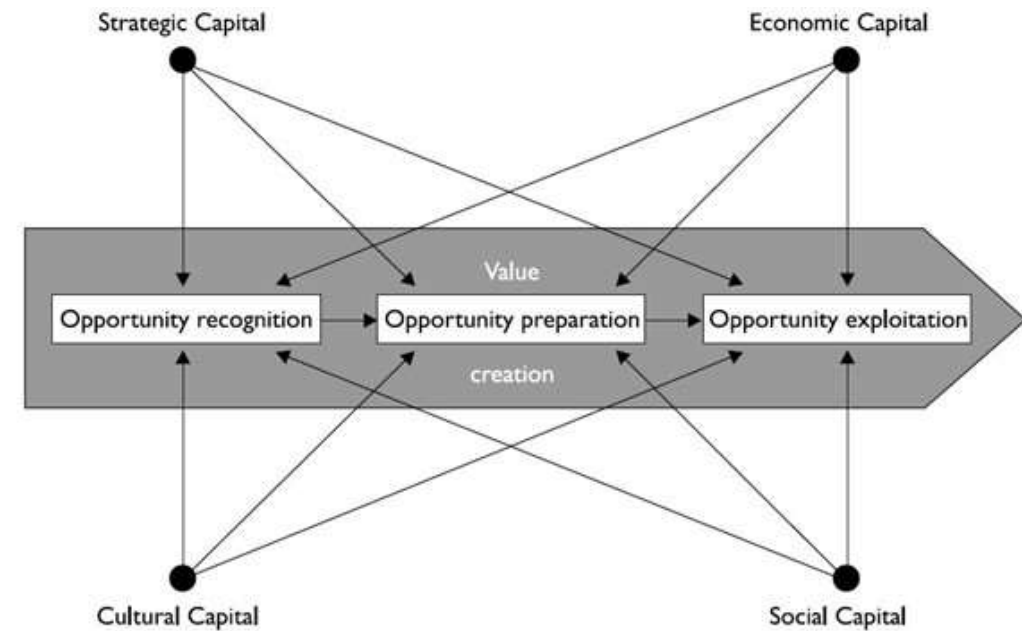 Strategic Capital
Economic Capital
Value
Opportunity recognition
Opportunity preparation
Opportunity exploitation
creation
Cultural Capital
Social Capital